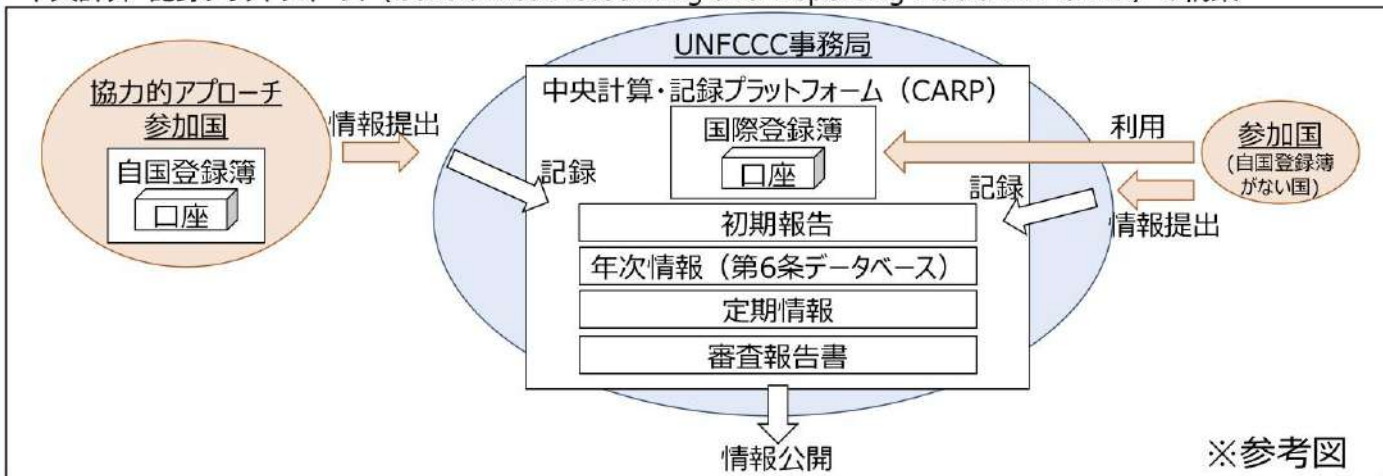 UNFCCC事務局
協力的アプローチ
参加国
自国登録簿
口座
情報提出
記録
中央計算・記録プラットフォーム（CARP）
国際登録簿
口座
初期報告
年次情報（第6条データベース）
定期情報
審査報告書
情報公開
利用
記録
情報提出
参加国
(自国登録簿
がない国)
※参考図